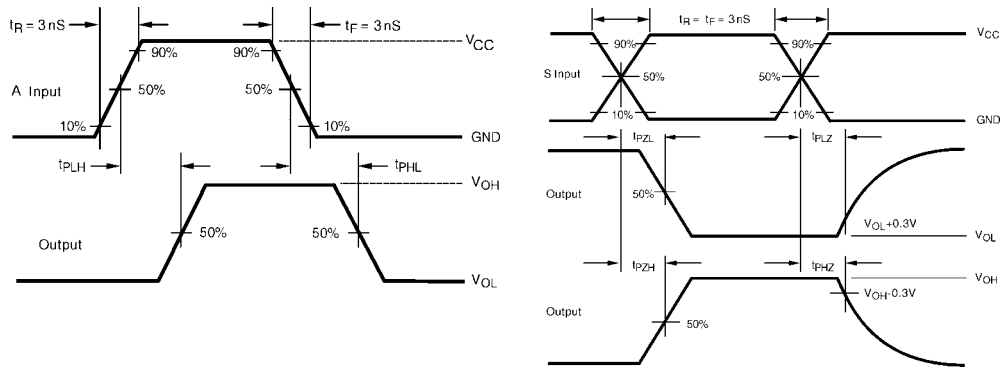 tR = 3 nS
tF = 3 nS
VCC
90%
90%
A Input
50%
50%
10%
10%
GND
tPLH
tPHL
VOH
Output
50%
50%
VOL
tR = tF = 3 nS
VCC
90%
90%
S Input
50%
50%
10%
10%
GND
tPZL
tPLZ
Output
50%
VOL+0.3V
VOL
tPZH
tPHZ
VOH
VOH-0.3V
Output
50%